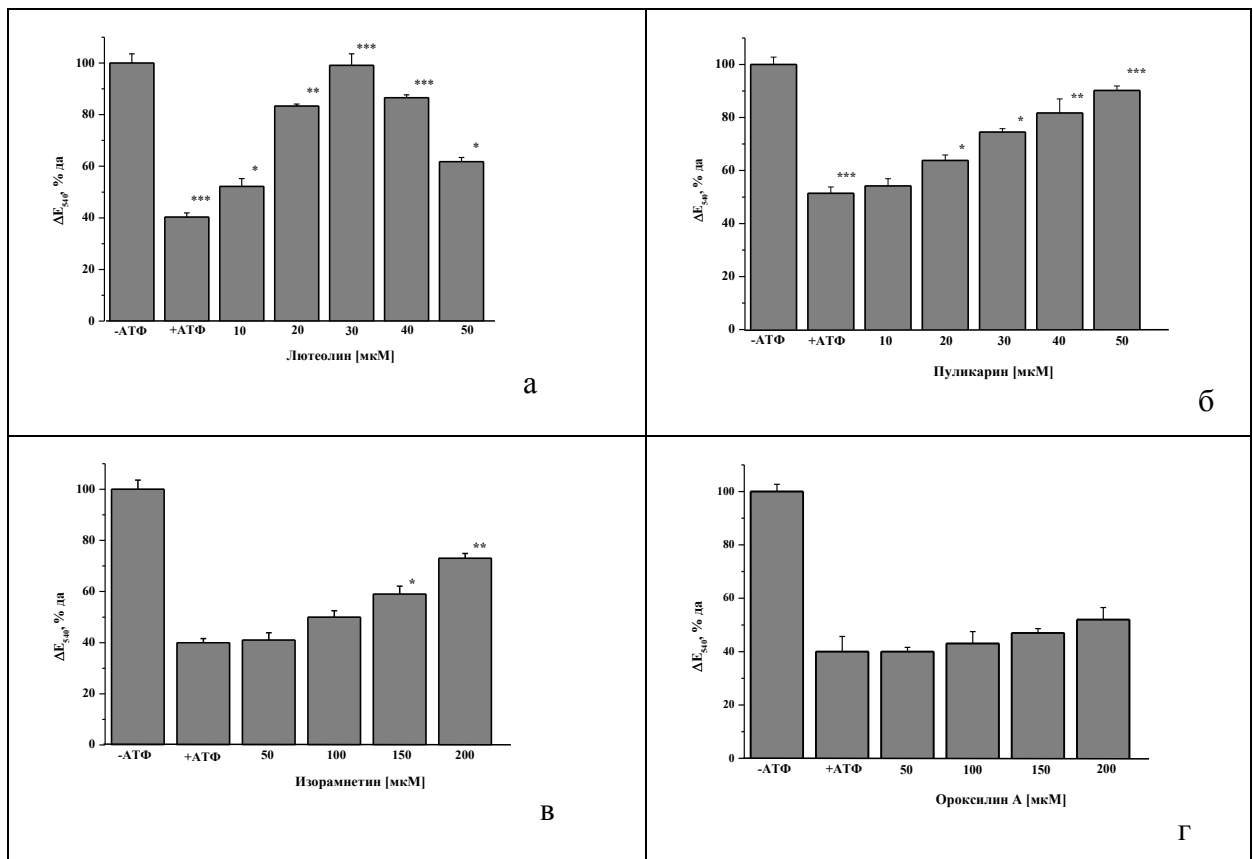 100
80
60
40
20
0
ΔE₅₄₀, % да
***
*
**
***
***
*
-АТФ +АТФ 10 20 30 40 50
Лютеолин [мкМ]
а
100
80
60
40
20
0
ΔE₅₄₀, % да
***
*
*
**
***
-АТФ +АТФ 10 20 30 40 50
Пуликарин [мкМ]
б
100
80
60
40
20
0
ΔE₅₄₀, % да
*
**
-АТФ +АТФ 50 100 150 200
Изорамнетин [мкМ]
в
100
80
60
40
20
0
ΔE₅₄₀, % да
-АТФ +АТФ 50 100 150 200
Ороксилин А [мкМ]
г